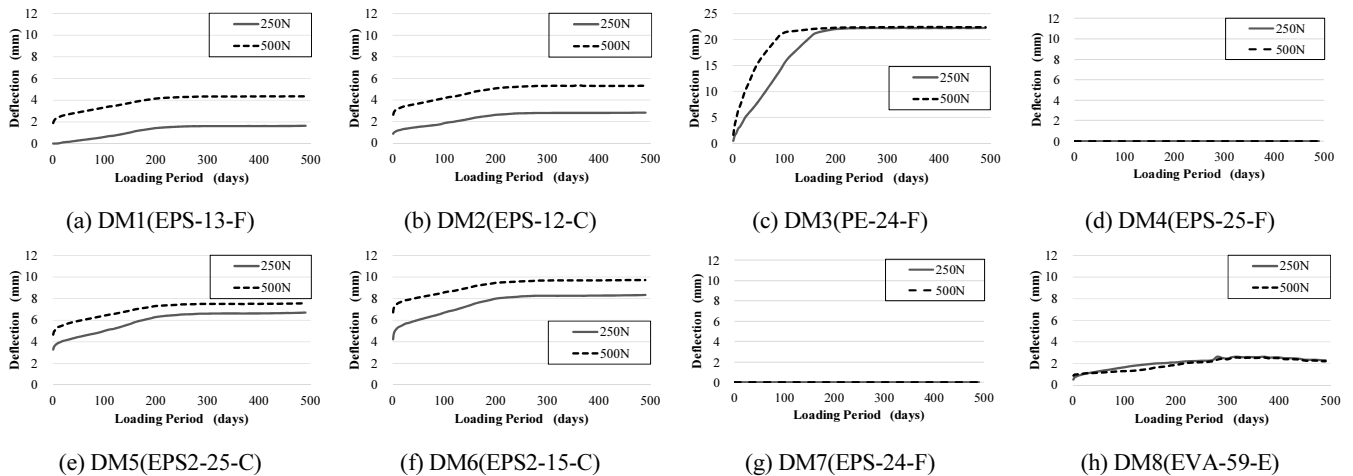 Deflection (mm)
12
10
8
6
4
2
0
250N
500N
0 100 200 300 400 500
Loading Period (days)
(a) DM1(EPS-13-F)
Deflection (mm)
12
10
8
6
4
2
0
250N
500N
0 100 200 300 400 500
Loading Period (days)
(b) DM2(EPS-12-C)
Deflection (mm)
25
20
15
10
5
0
250N
500N
0 100 200 300 400 500
Loading Period (days)
(c) DM3(PE-24-F)
Deflection (mm)
12
10
8
6
4
2
0
250N
500N
0 100 200 300 400 500
Loading Period (days)
(d) DM4(EPS-25-F)
Deflection (mm)
12
10
8
6
4
2
0
250N
500N
0 100 200 300 400 500
Loading Period (days)
(e) DM5(EPS2-25-C)
Deflection (mm)
12
10
8
6
4
2
0
250N
500N
0 100 200 300 400 500
Loading Period (days)
(f) DM6(EPS2-15-C)
Deflection (mm)
12
10
8
6
4
2
0
250N
500N
0 100 200 300 400 500
Loading Period (days)
(g) DM7(EPS-24-F)
Deflection (mm)
12
10
8
6
4
2
0
250N
500N
0 100 200 300 400 500
Loading Period (days)
(h) DM8(EVA-59-E)